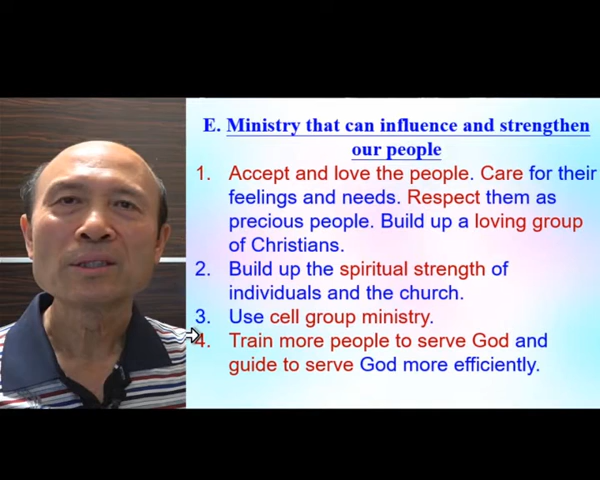 E. Ministry that can influence and strengthen
our people
1. Accept and love the people. Care for their
feelings and needs. Respect them as
precious people. Build up a loving group
of Christians.
2. Build up the spiritual strength of
individuals and the church.
3. Use cell group ministry.
4. Train more people to serve God and
guide to serve God more efficiently.